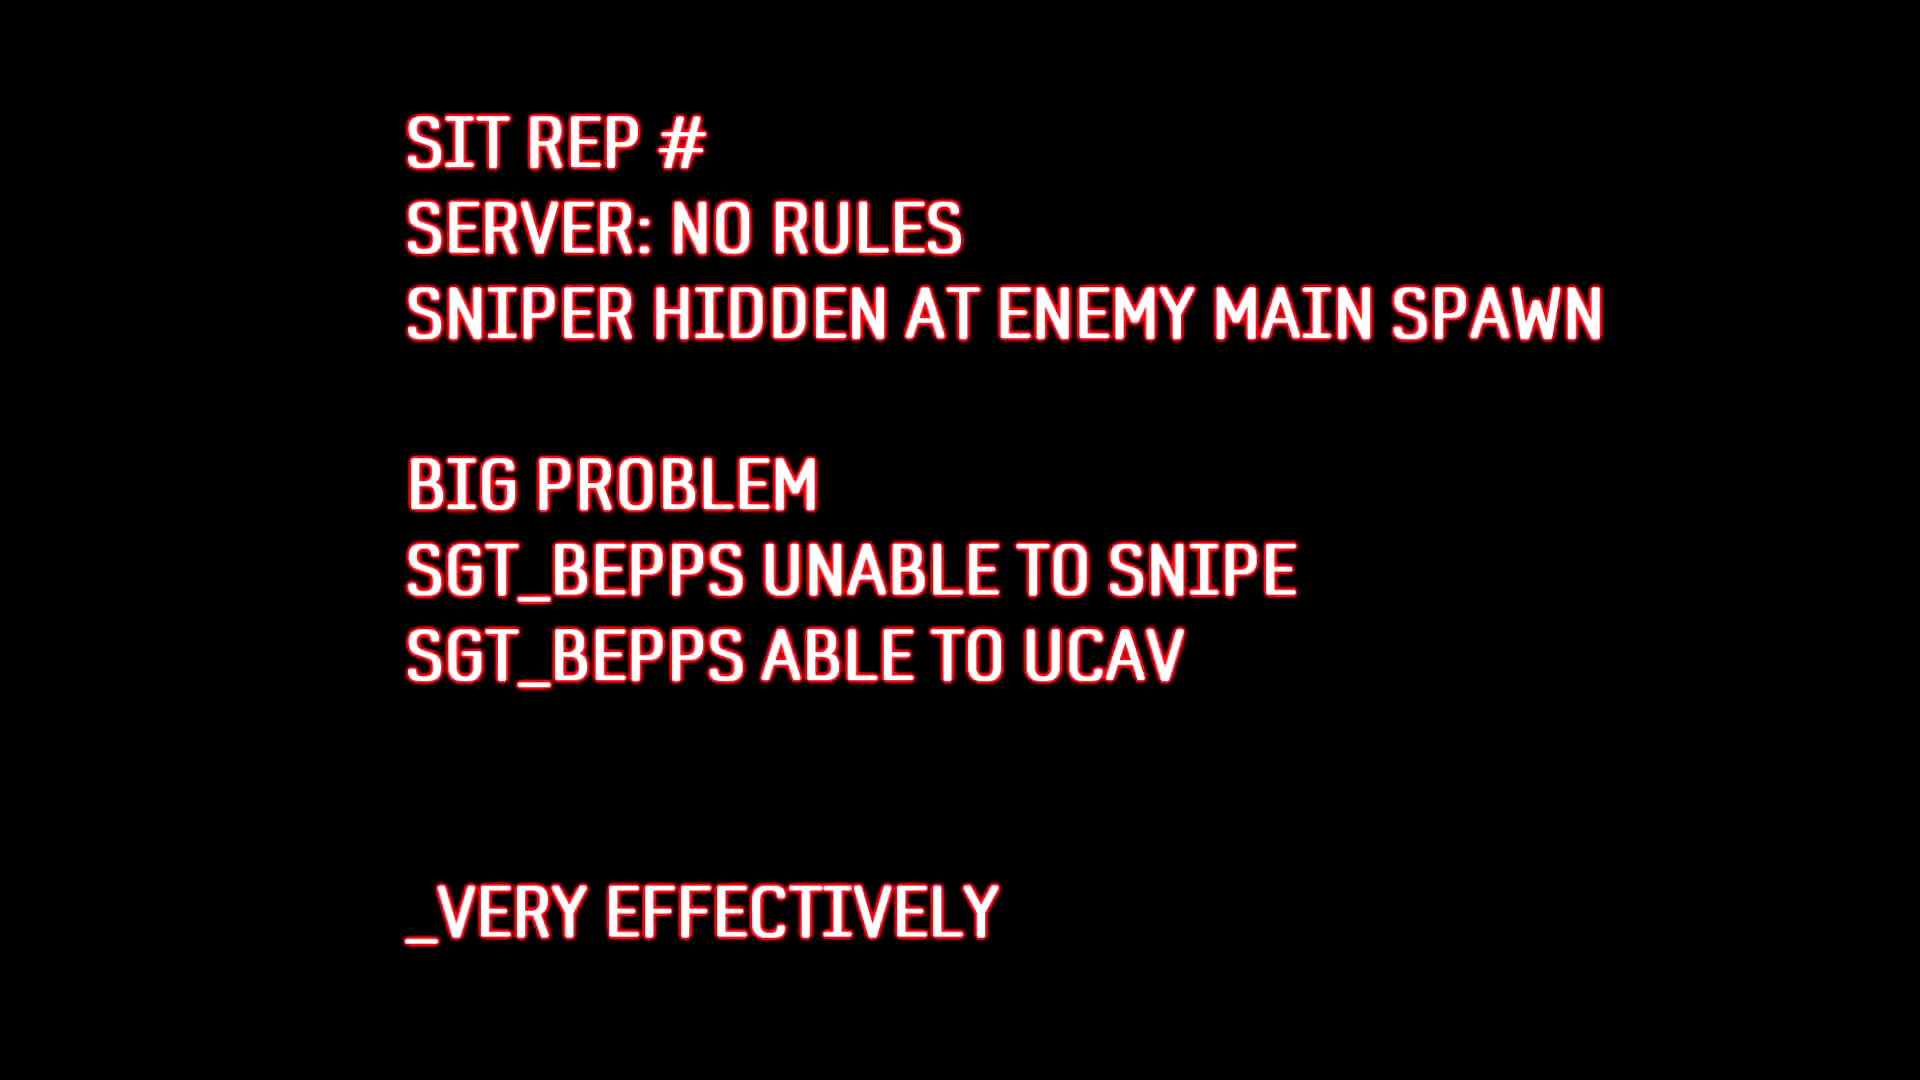 SIT REP #
SERVER: NO RULES
SNIPER HIDDEN AT ENEMY MAIN SPAWN
BIG PROBLEM
SGT_BEPPS UNABLE TO SNIPE
SGT_BEPPS ABLE TO UCAV
_VERY EFFECTIVELY